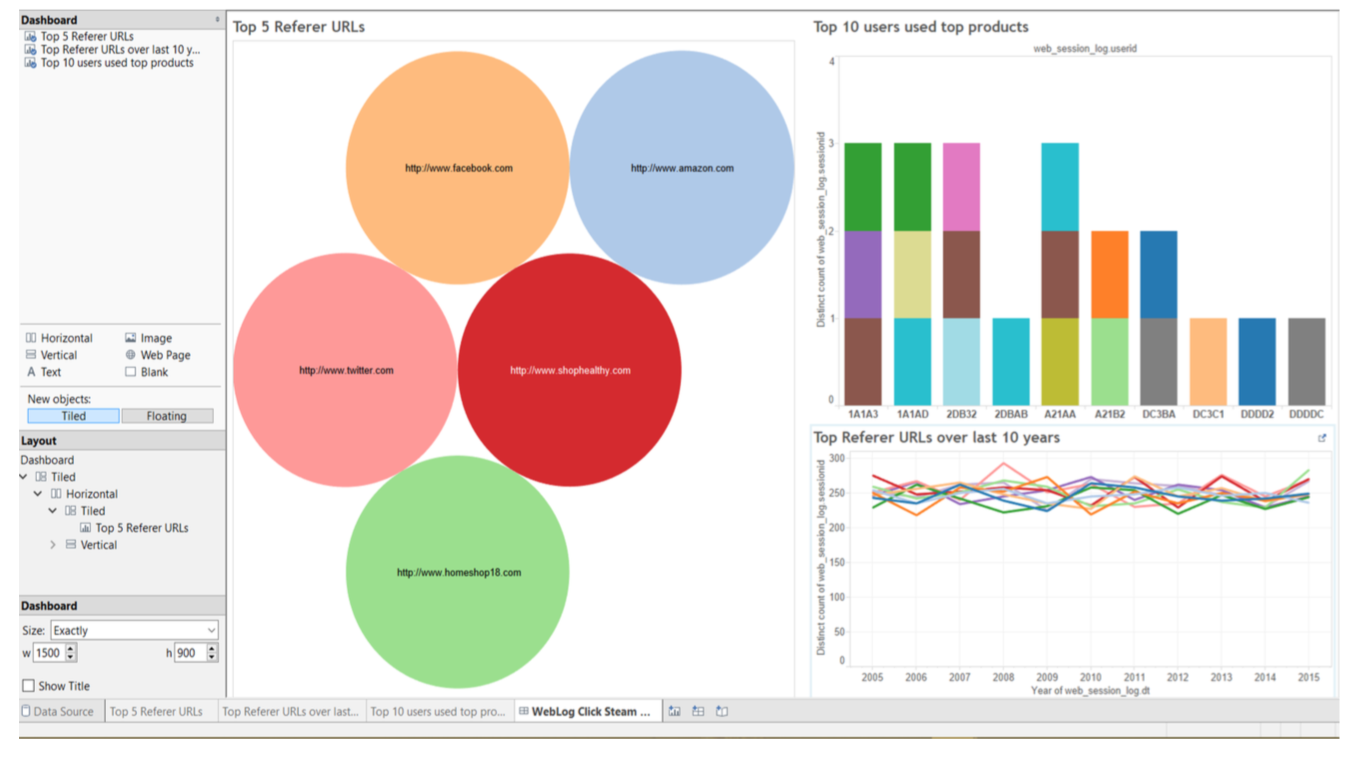 Dashboard
Top 5 Referer URLs
Top Referer URLs over last 10 y...
Top 10 users used top products
Horizontal
Image
Vertical
Web Page
A Text
Blank
New objects:
Tiled
Floating
Layout
Dashboard
Tiled
Horizontal
Tiled
Top 5 Referer URLs
Vertical
Dashboard
Size: Exactly
w 1500
h 900
Show Title
Top 5 Referer URLs
http://www.facebook.com
http://www.amazon.com
http://www.twitter.com
http://www.shophealthy.com
http://www.homeshop18.com
Top 10 users used top products
web_session_log.userid
Distinct count of web_session_log.sessionid
4
3
2
1
0
1A1A3 1A1AD 2DB32 2DBAB A21AA A21B2 DC3BA DC3C1 DDDD2 DDDDC
Top Referer URLs over last 10 years
Distinct count of web_session_log.sessionid
300
250
200
150
100
50
0
2005 2006 2007 2008 2009 2010 2011 2012 2013 2014 2015
Year of web_session_log.dt
Data Source
Top 5 Referer URLs
Top Referer URLs over last...
Top 10 users used top pro...
WebLog Click Steam ...